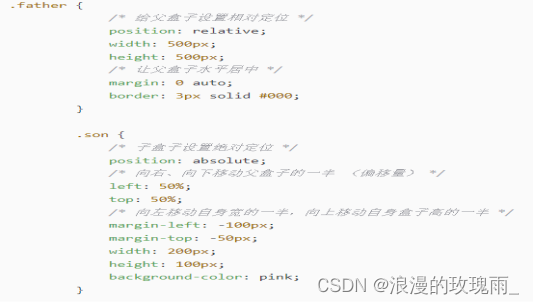 .father {
/* 给父盒子设置相对定位 */
position: relative;
width: 500px;
height: 500px;
/* 让父盒子水平居中 */
margin: 0 auto;
border: 3px solid #000;
}
.son {
/* 子盒子设置绝对定位 */
position: absolute;
/* 向右、向下移动父盒子的一半 （偏移量） */
left: 50%;
top: 50%;
/* 向左移动自身宽的一半，向上移动自身盒子高的一半 */
margin-left: -100px;
margin-top: -50px;
width: 200px;
height: 100px;
background-color: pink;
}
CSDN @浪漫的玫瑰雨_